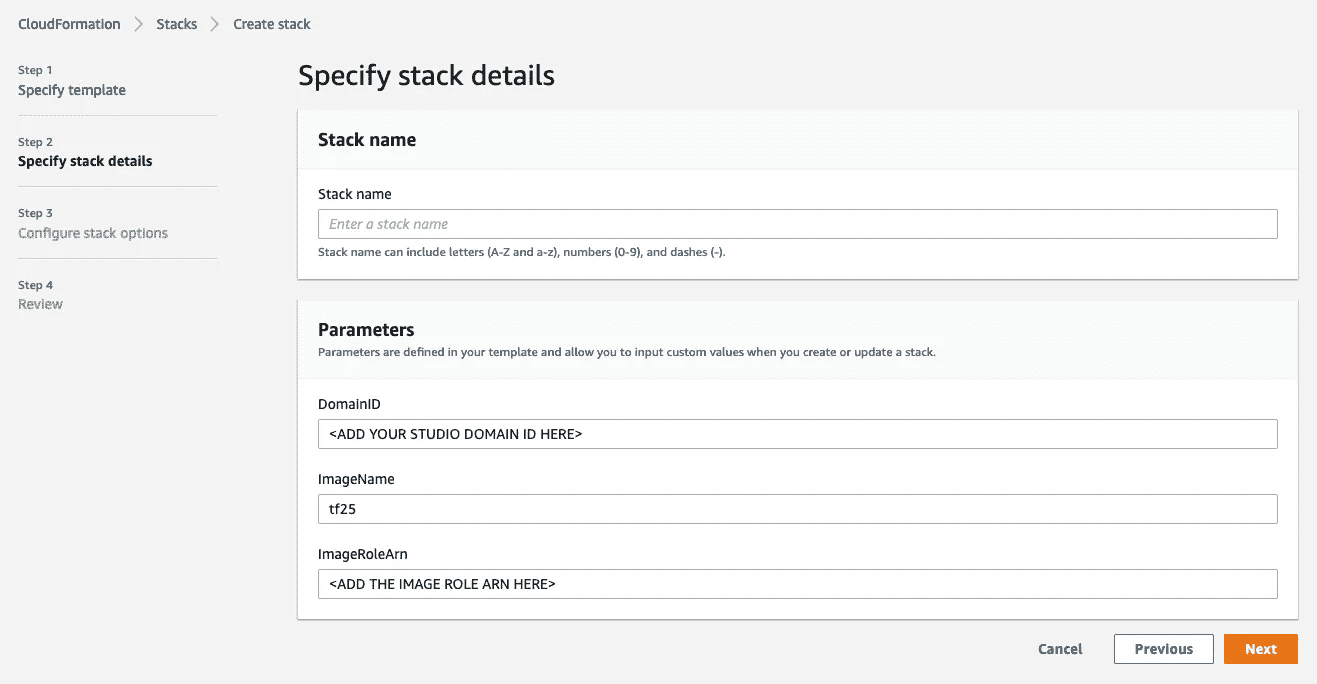 CloudFormation > Stacks > Create stack
Step 1
Specify template
Step 2
Specify stack details
Step 3
Configure stack options
Step 4
Review
Specify stack details
Stack name
Stack name
Enter a stack name
Stack name can include letters (A-Z and a-z), numbers (0-9), and dashes (-).
Parameters
Parameters are defined in your template and allow you to input custom values when you create or update a stack.
DomainID
<ADD YOUR STUDIO DOMAIN ID HERE>
ImageName
tf25
ImageRoleArn
<ADD THE IMAGE ROLE ARN HERE>
Cancel Previous Next